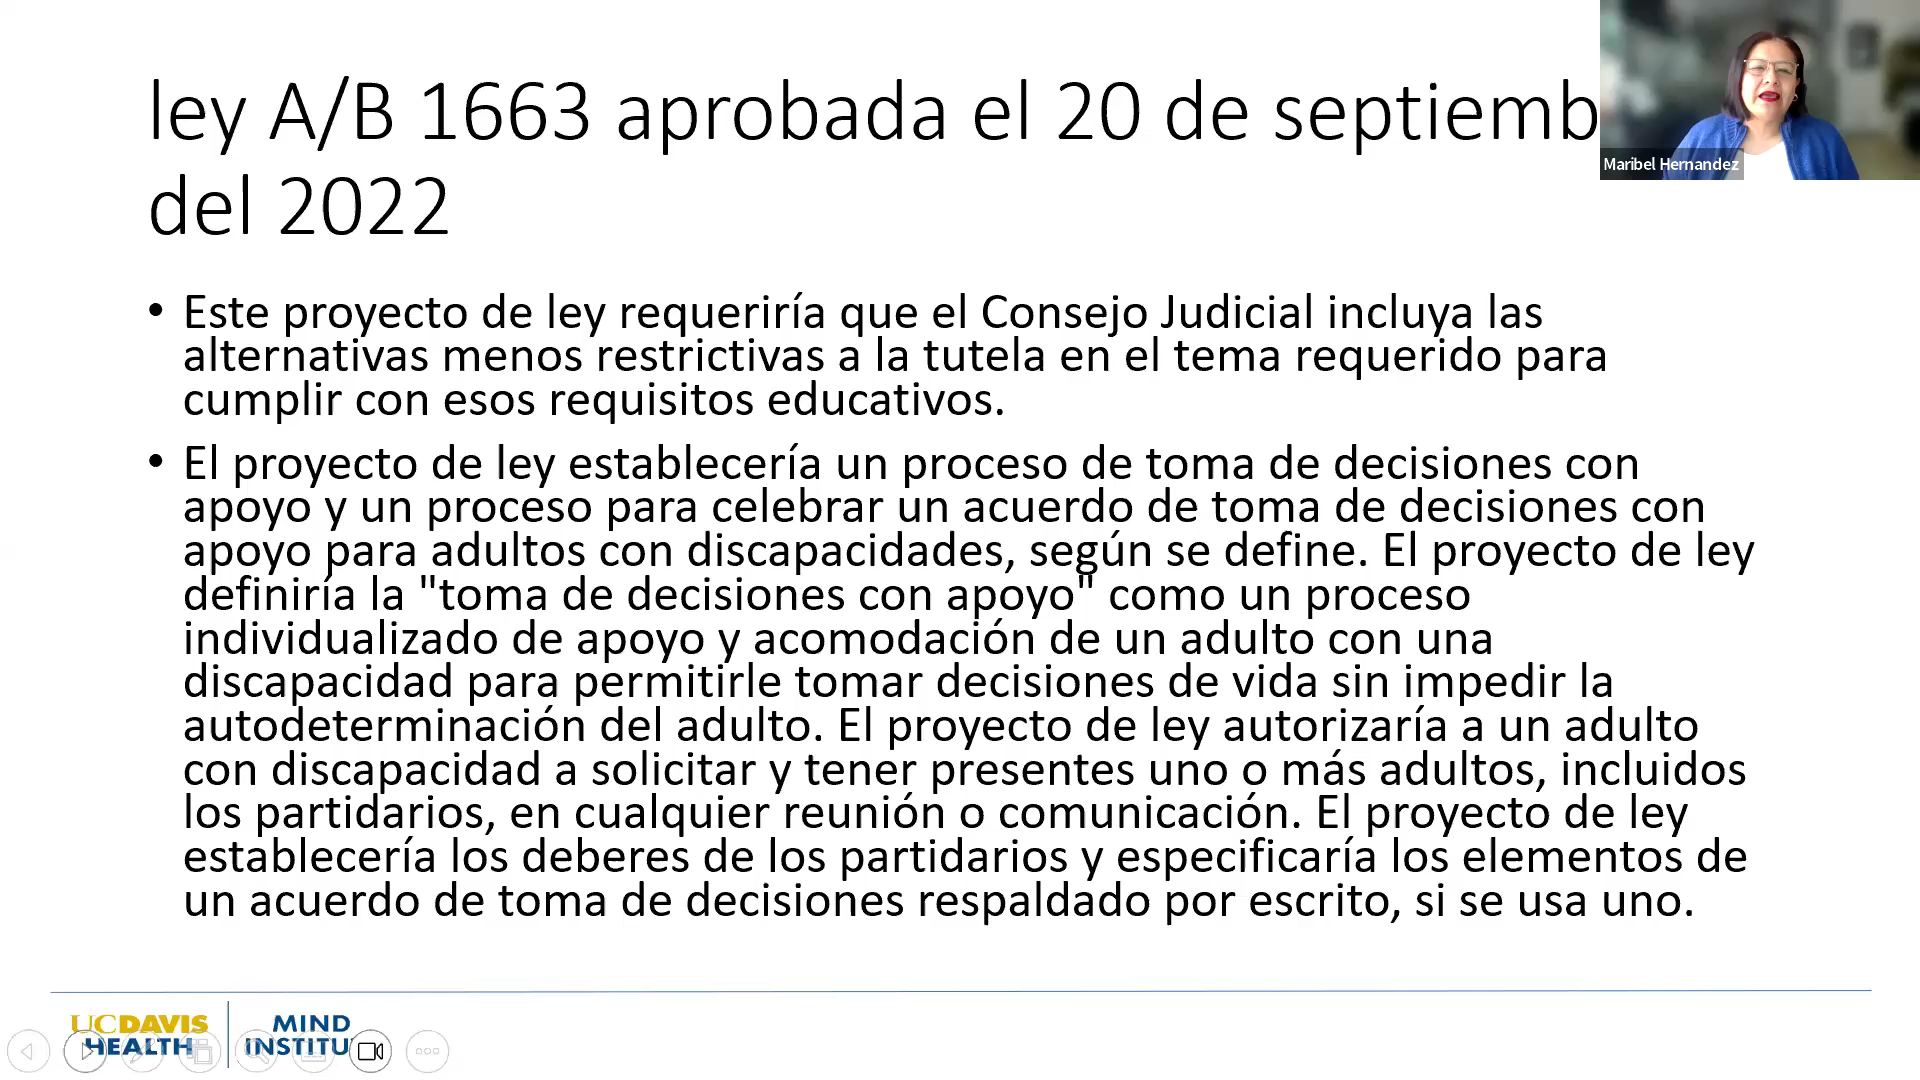 ley A/B 1663 aprobada el 20 de septiemb
del 2022
Maribel Hernandez
• Este proyecto de ley requeriría que el Consejo Judicial incluya las
alternativas menos restrictivas a la tutela en el tema requerido para
cumplir con esos requisitos educativos.
• El proyecto de ley establecería un proceso de toma de decisiones con
apoyo y un proceso para celebrar un acuerdo de toma de decisiones con
apoyo para adultos con discapacidades, según se define. El proyecto de ley
definiría la "toma de decisiones con apoyo" como un proceso
individualizado de apoyo y acomodación de un adulto con una
discapacidad para permitirle tomar decisiones de vida sin impedir la
autodeterminación del adulto. El proyecto de ley autorizaría a un adulto
con discapacidad a solicitar y tener presentes uno o más adultos, incluidos
los partidarios, en cualquier reunión o comunicación. El proyecto de ley
establecería los deberes de los partidarios y especificaría los elementos de
un acuerdo de toma de decisiones respaldado por escrito, si se usa uno.
UCDAVIS
HEALTH
MIND
INSTITU